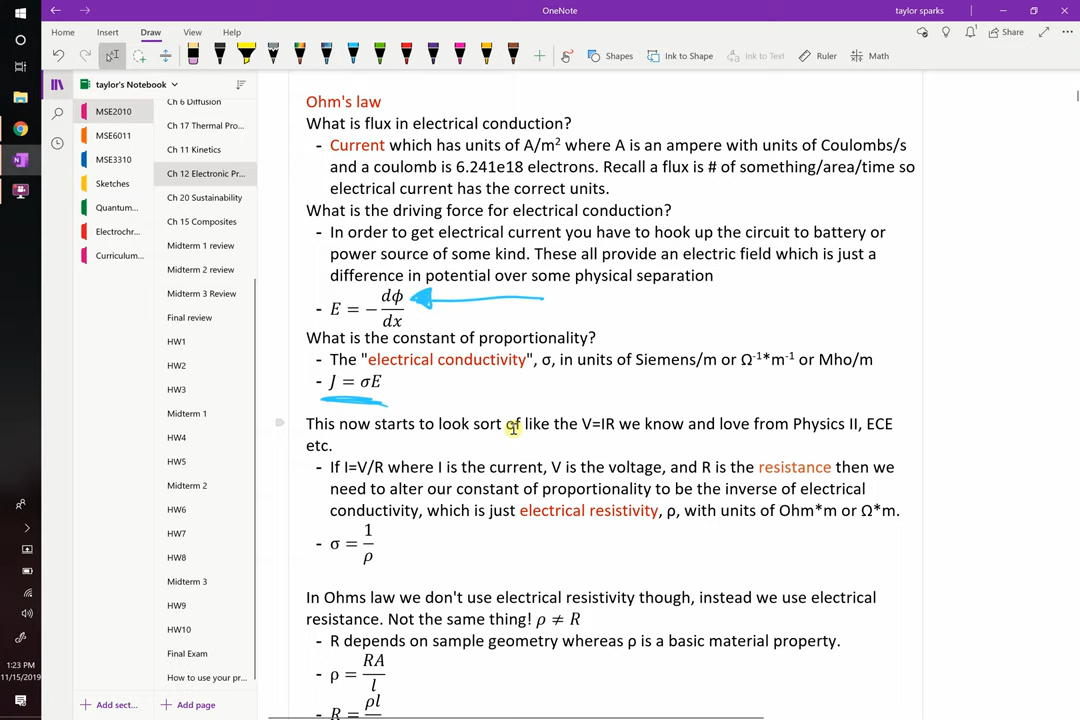 OneNote
taylor sparks
Home
Insert
Draw
View
Help
Share
Shapes
Ink to Shape
Ink to Text
Ruler
Math
taylor's Notebook
MSE2010
MSE6011
MSE3310
Sketches
Quantum...
Electrochr...
Curriculum...
Ch 6 Diffusion
Ch 17 Thermal Pro...
Ch 11 Kinetics
Ch 12 Electronic Pr...
Ch 20 Sustainability
Ch 15 Composites
Midterm 1 review
Midterm 2 review
Midterm 3 Review
Final review
HW1
HW2
HW3
Midterm 1
HW4
HW5
Midterm 2
HW6
HW7
HW8
Midterm 3
HW9
HW10
Final Exam
How to use your pr...
Add sect...
Add page
1:23 PM
11/15/2019
Ohm's law
What is flux in electrical conduction?
- Current which has units of A/m² where A is an ampere with units of Coulombs/s
and a coulomb is 6.241e18 electrons. Recall a flux is # of something/area/time so
electrical current has the correct units.
What is the driving force for electrical conduction?
- In order to get electrical current you have to hook up the circuit to battery or
power source of some kind. These all provide an electric field which is just a
difference in potential over some physical separation
- E = − dϕ/dx
What is the constant of proportionality?
- The "electrical conductivity", σ, in units of Siemens/m or Ω⁻¹*m⁻¹ or Mho/m
- J = σE
This now starts to look sort of like the V=IR we know and love from Physics II, ECE
etc.
- If I=V/R where I is the current, V is the voltage, and R is the resistance then we
need to alter our constant of proportionality to be the inverse of electrical
conductivity, which is just electrical resistivity, ρ, with units of Ohm*m or Ω*m.
- σ = 1/ρ
In Ohms law we don't use electrical resistivity though, instead we use electrical
resistance. Not the same thing! ρ ≠ R
- R depends on sample geometry whereas ρ is a basic material property.
- ρ = RA/l
- R = ρl